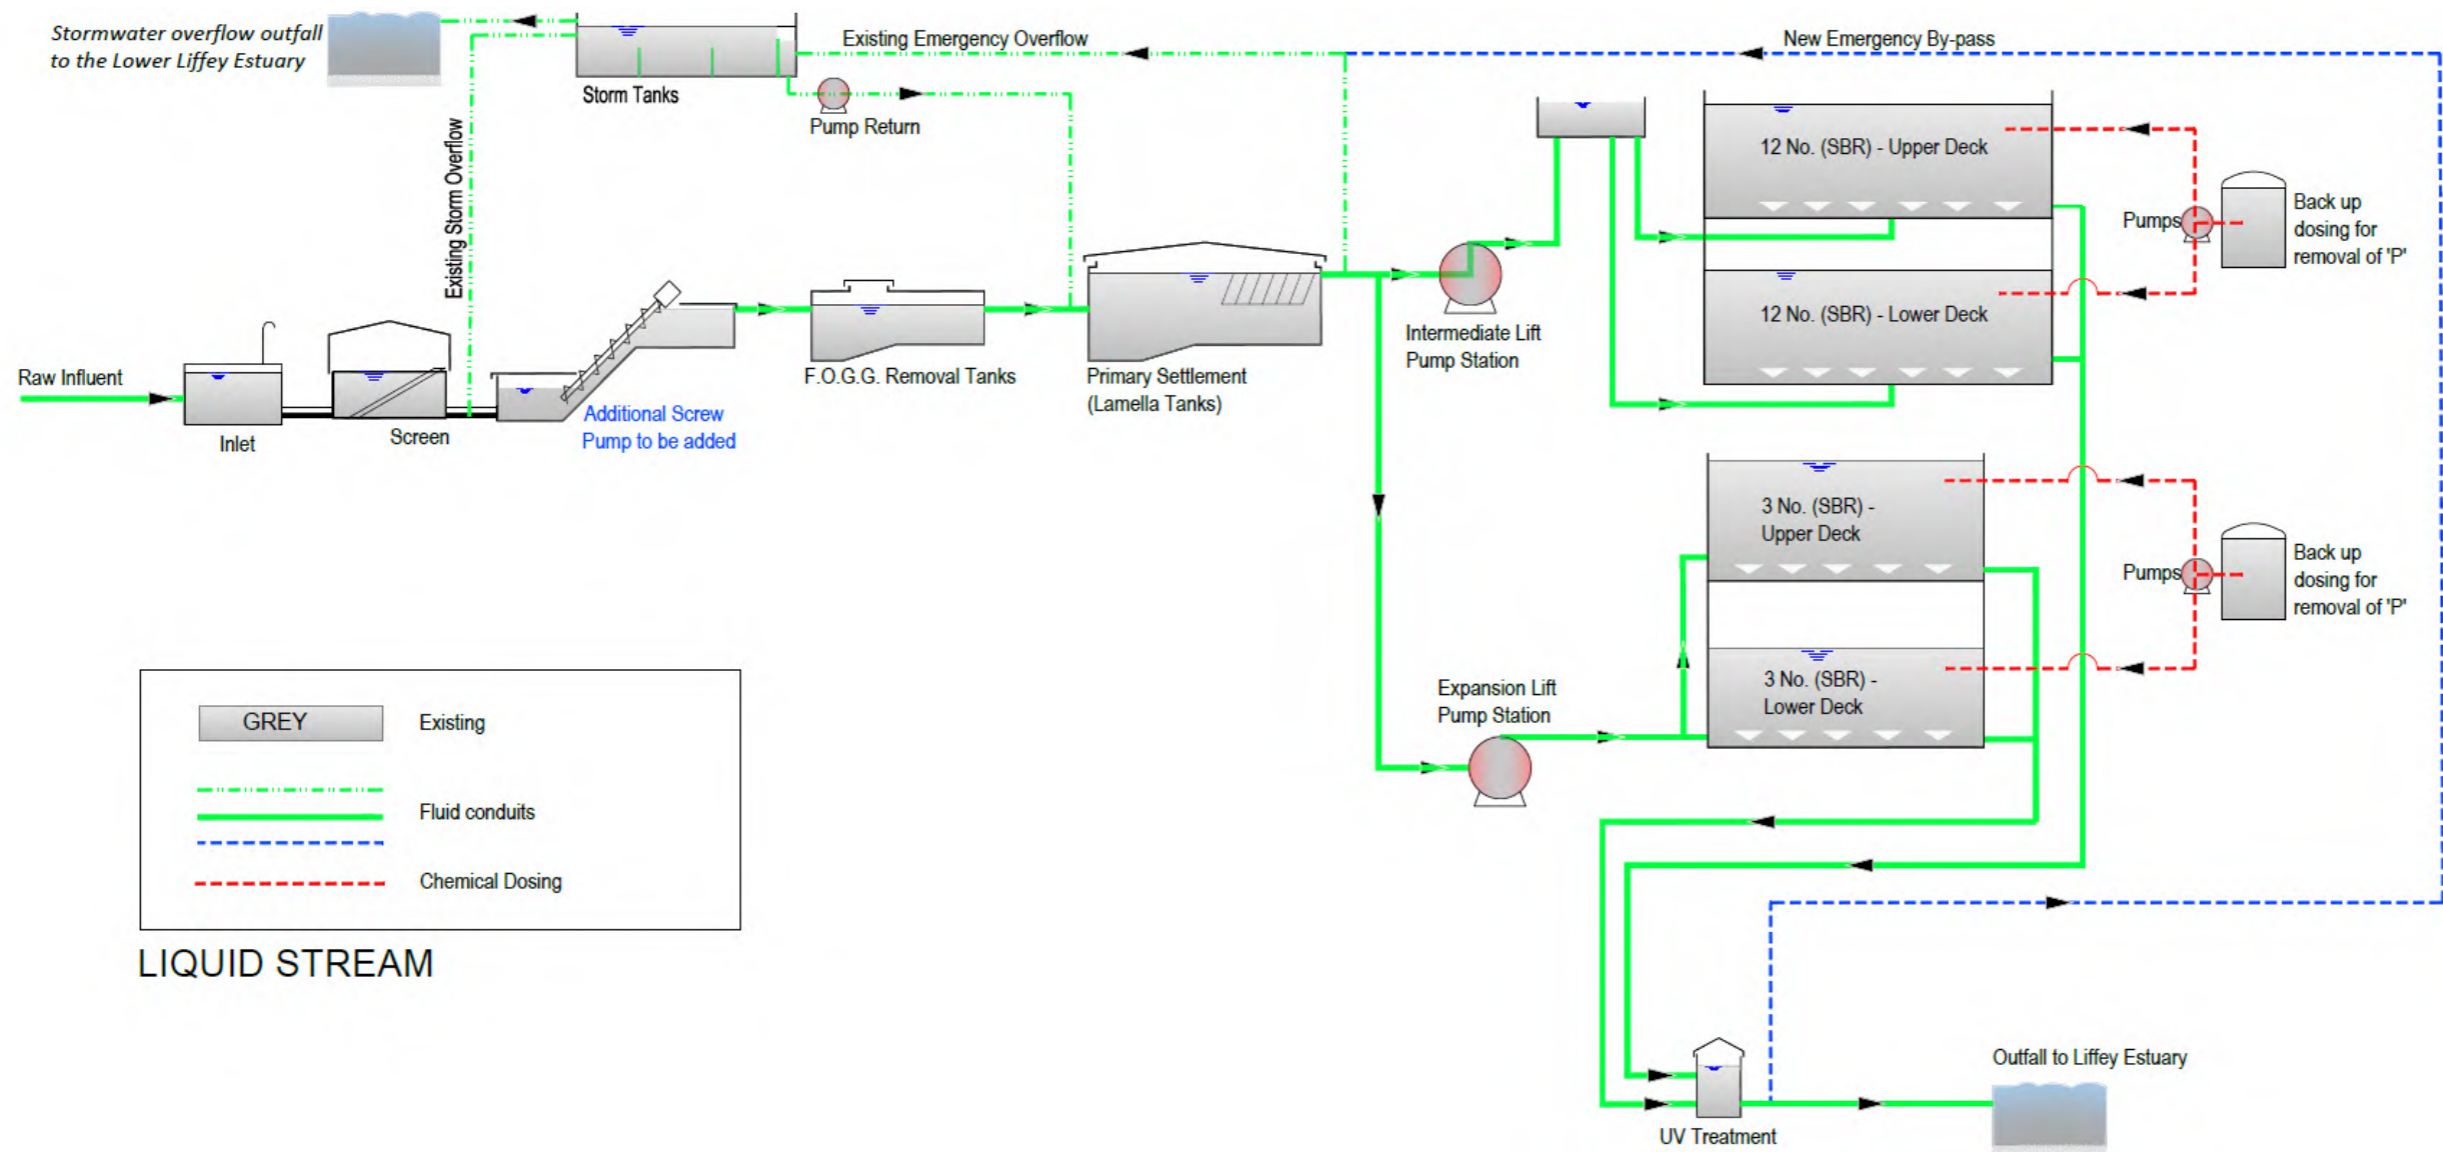 Stormwater overflow outfall
to the Lower Liffey Estuary
Existing Emergency Overflow
New Emergency By-pass
Storm Tanks
Pump Return
Existing Storm Overflow
12 No. (SBR) - Upper Deck
Pumps
Back up
dosing for
removal of 'P'
12 No. (SBR) - Lower Deck
Intermediate Lift
Pump Station
Raw Influent
Inlet
Screen
Additional Screw
Pump to be added
F.O.G.G. Removal Tanks
Primary Settlement
(Lamella Tanks)
3 No. (SBR) -
Upper Deck
Pumps
Back up
dosing for
removal of 'P'
Expansion Lift
Pump Station
3 No. (SBR) -
Lower Deck
GREY
Existing
Fluid conduits
Chemical Dosing
LIQUID STREAM
UV Treatment
Outfall to Liffey Estuary